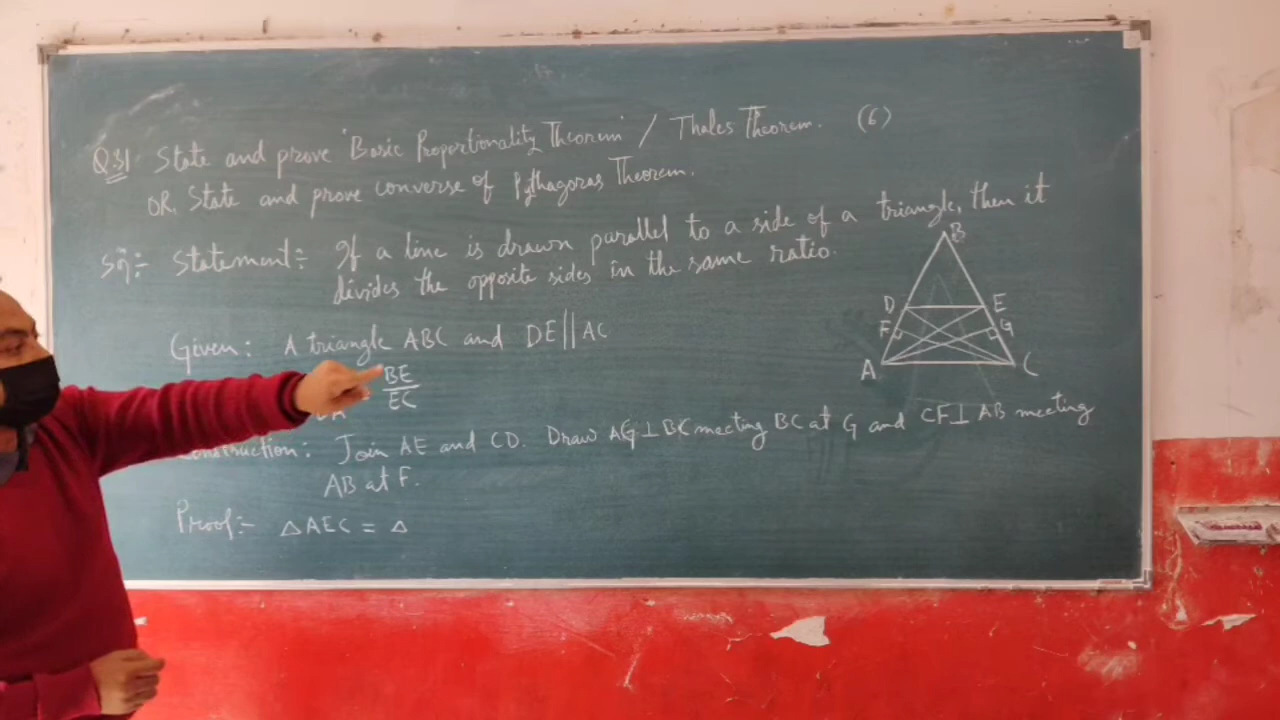 Q.31. State and prove "Basic Proportionality Theorem" / Thales Theorem. (6)
OR. State and prove converse of Pythagoras Theorem.
Sol:- Statement:- If a line is drawn parallel to a side of a triangle, then it
divides the opposite sides in the same ratio.
B
D E
F G
A C
Given: A triangle ABC and DE||AC
BE
EC
Join AE and CD. Draw AG⊥BC meeting BC at G and CF⊥AB meeting
AB at F.
Proof:- △AEC = △